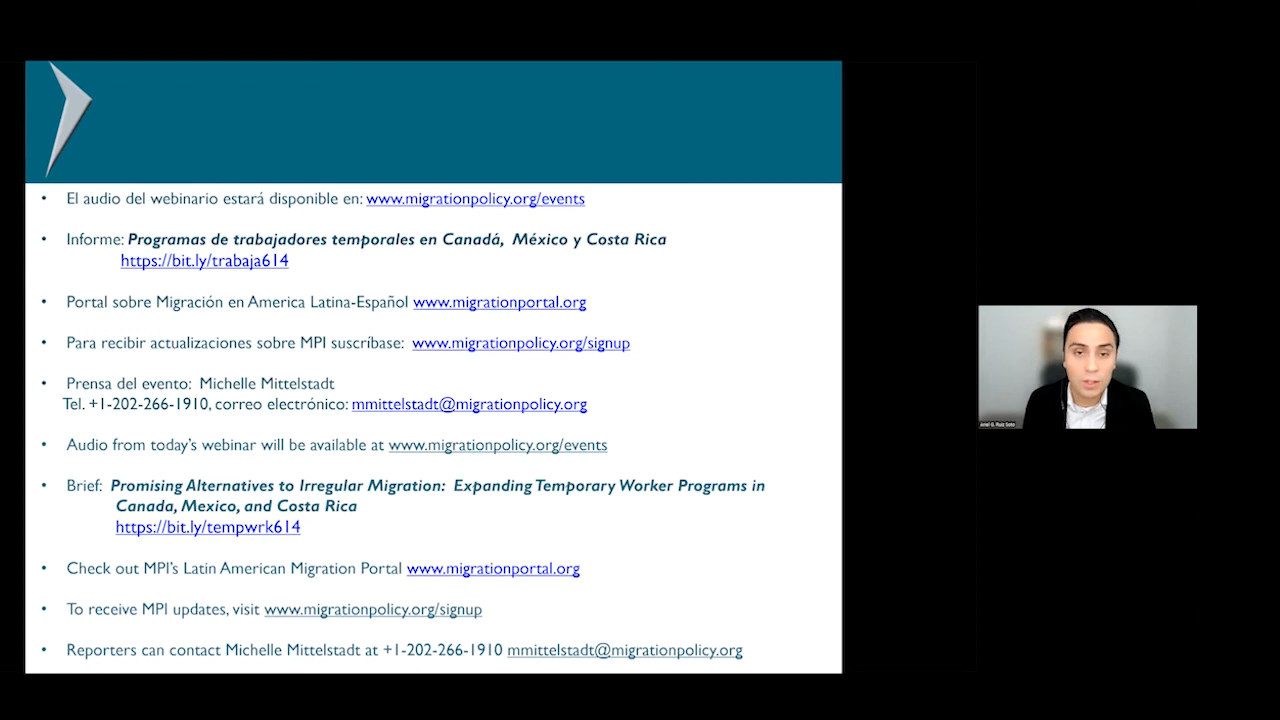 • El audio del webinario estará disponible en: www.migrationpolicy.org/events
• Informe: Programas de trabajadores temporales en Canadá, México y Costa Rica
https://bit.ly/trabaja614
• Portal sobre Migración en America Latina-Español www.migrationportal.org
• Para recibir actualizaciones sobre MPI suscríbase: www.migrationpolicy.org/signup
• Prensa del evento: Michelle Mittelstadt
Tel. +1-202-266-1910, correo electrónico: mmittelstadt@migrationpolicy.org
• Audio from today's webinar will be available at www.migrationpolicy.org/events
• Brief: Promising Alternatives to Irregular Migration: Expanding Temporary Worker Programs in
Canada, Mexico, and Costa Rica
https://bit.ly/tempwrk614
• Check out MPI's Latin American Migration Portal www.migrationportal.org
• To receive MPI updates, visit www.migrationpolicy.org/signup
• Reporters can contact Michelle Mittelstadt at +1-202-266-1910 mmittelstadt@migrationpolicy.org
Ariel G. Ruiz Soto